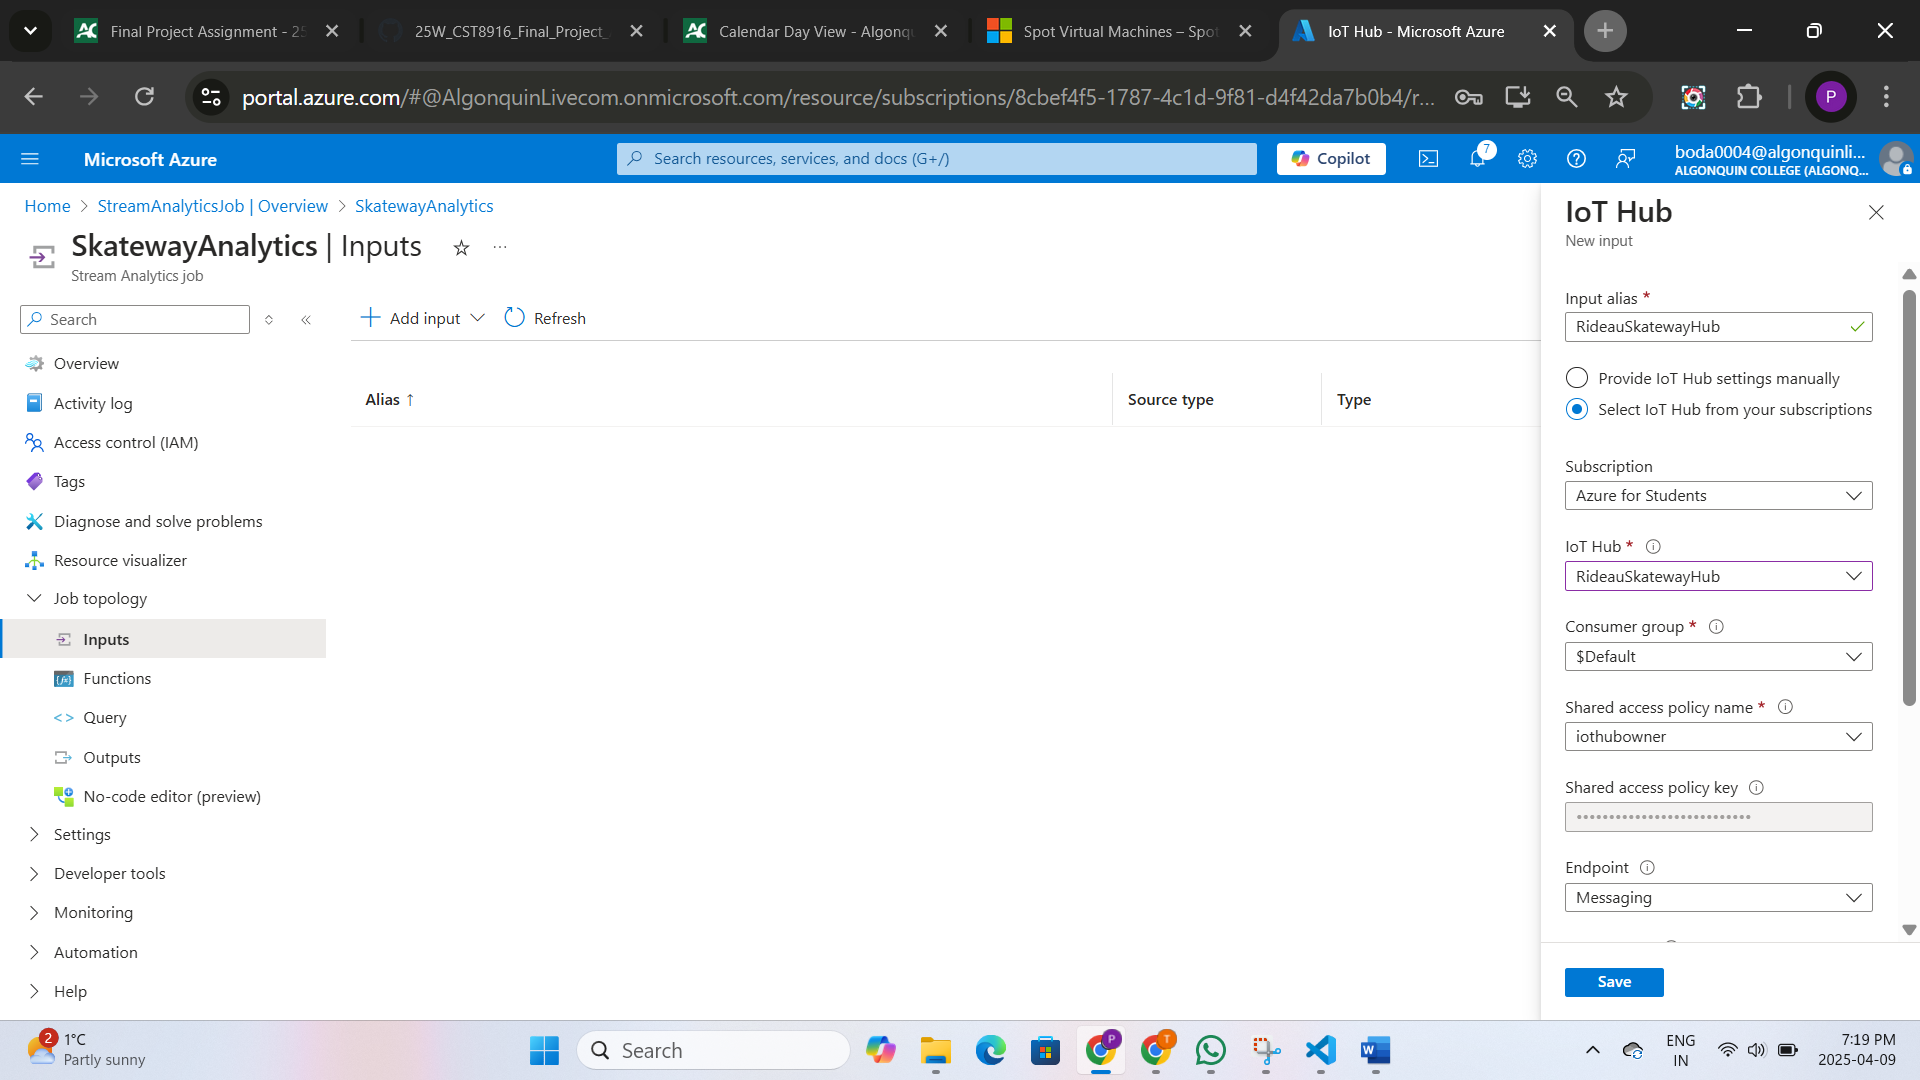 Final Project Assignment - 25
25W_CST8916_Final_Project_
Calendar Day View - Algonqu
Spot Virtual Machines – Spot
IoT Hub - Microsoft Azure
portal.azure.com/#@AlgonquinLivecom.onmicrosoft.com/resource/subscriptions/8cbef4f5-1787-4c1d-9f81-d4f42da7b0b4/r...
P
Microsoft Azure
Search resources, services, and docs (G+/)
Copilot
7
boda0004@algonquinli...
ALGONQUIN COLLEGE (ALGONQ...
Home > StreamAnalyticsJob | Overview > SkatewayAnalytics
SkatewayAnalytics | Inputs
Stream Analytics job
Search
Add input
Refresh
Alias ↑
Source type
Type
Overview
Activity log
Access control (IAM)
Tags
Diagnose and solve problems
Resource visualizer
Job topology
Inputs
Functions
Query
Outputs
No-code editor (preview)
Settings
Developer tools
Monitoring
Automation
Help
IoT Hub
New input
Input alias *
RideauSkatewayHub
Provide IoT Hub settings manually
Select IoT Hub from your subscriptions
Subscription
Azure for Students
IoT Hub *
RideauSkatewayHub
Consumer group *
$Default
Shared access policy name *
iothubowner
Shared access policy key
•••••••••••••••••••••••••••
Endpoint
Messaging
Save
2
1°C
Partly sunny
Search
P
T
ENG
IN
7:19 PM
2025-04-09